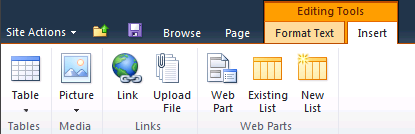 Editing Tools
Site Actions Browse Page Format Text Insert
Table Picture Link Upload File Web Part Existing List New List
Tables Media Links Web Parts